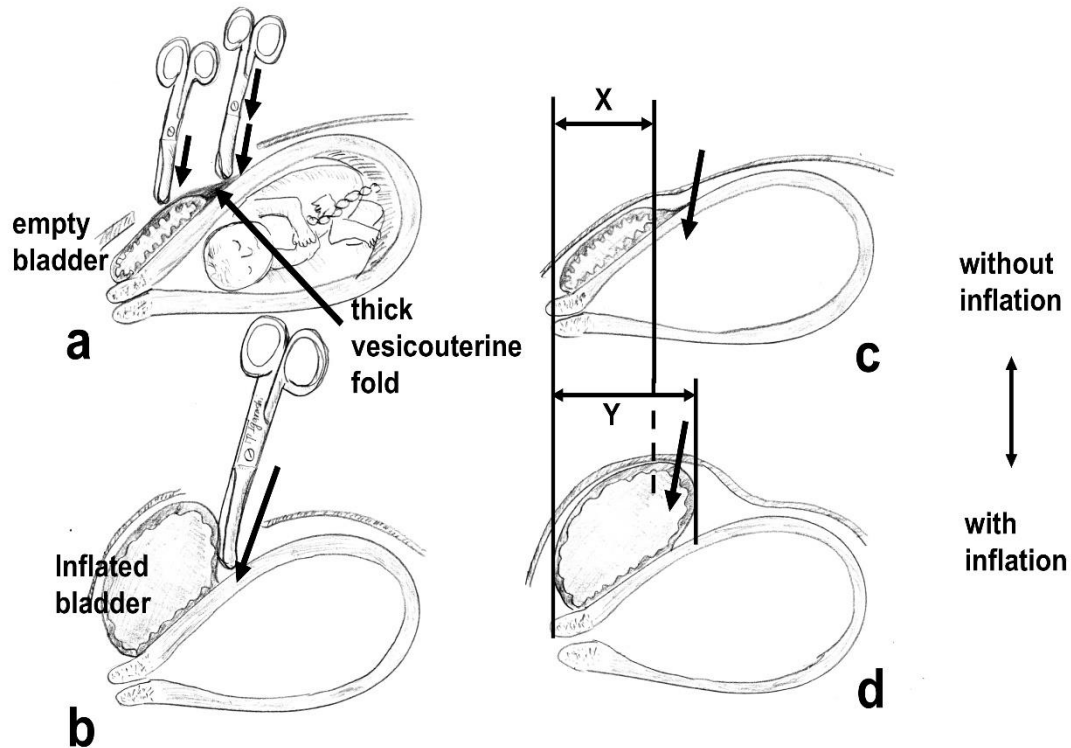 empty
bladder
a
thick
vesicouterine
fold
Inflated
bladder
b
X
c
Y
d
without
inflation
with
inflation